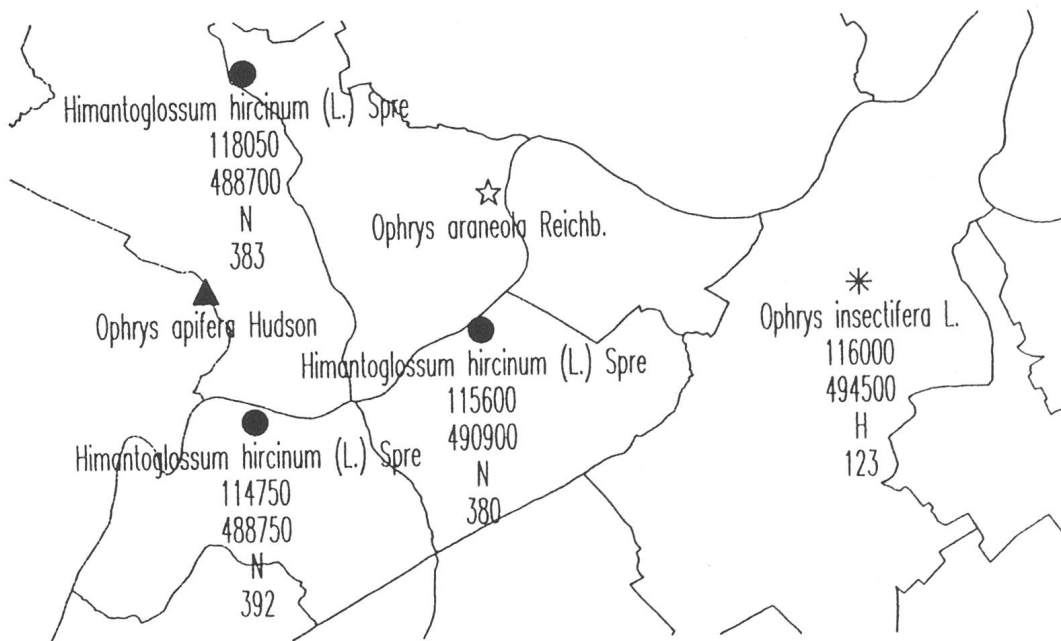 Himantoglossum hircinum (L.) Spre
118050
488700
N
383
Ophrys araneola Reichb.
Ophrys apifera Hudson
Himantoglossum hircinum (L.) Spre
115600
490900
N
380
Ophrys insectifera L.
116000
494500
H
123
Himantoglossum hircinum (L.) Spre
114750
488750
N
392